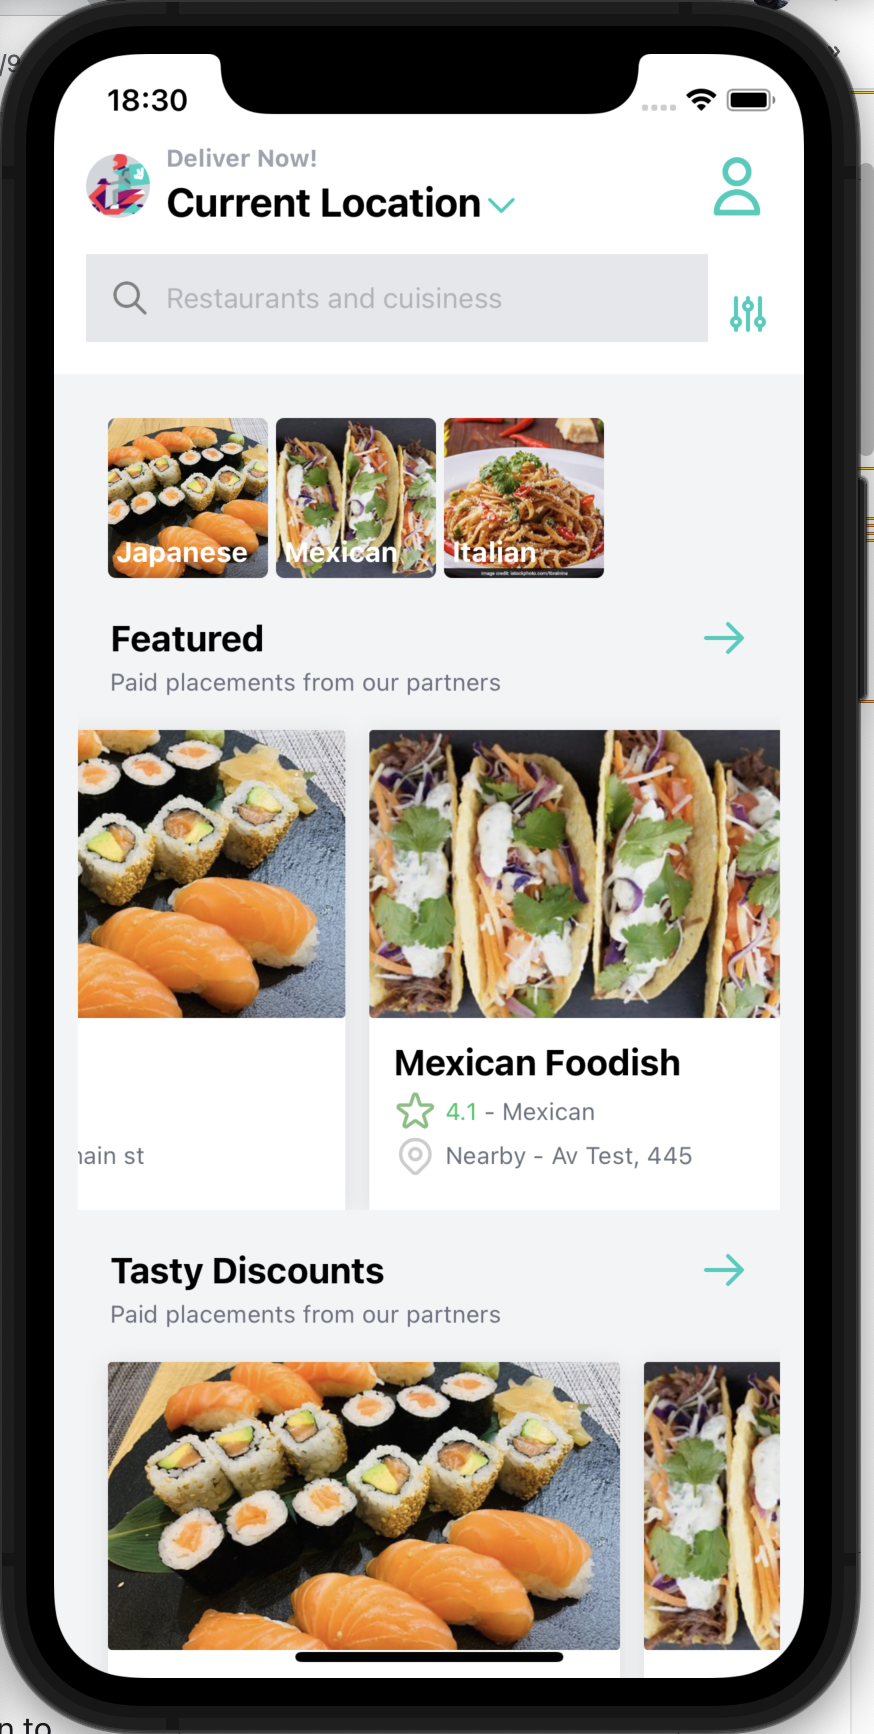 18:30
Deliver Now!
Current Location
Restaurants and cuisiness
Japanese
Mexican
Italian
Featured
Paid placements from our partners
Mexican Foodish
4.1 - Mexican
ain st
Nearby - Av Test, 445
Tasty Discounts
Paid placements from our partners
n to